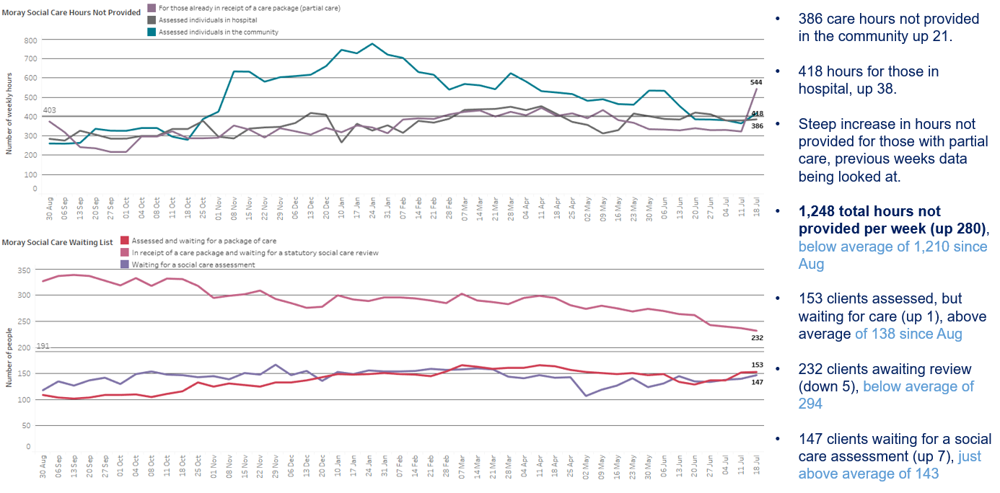 Moray Social Care Hours Not Provided
For those already in receipt of a care package (partial care)
Assessed individuals in hospital
Assessed individuals in the community
Number of weekly hours
800
700
600
500
400
300
200
100
0
403
544
418
386
30 Aug
06 Sep
13 Sep
20 Sep
27 Sep
01 Oct
04 Oct
08 Oct
11 Oct
18 Oct
25 Oct
01 Nov
08 Nov
15 Nov
22 Nov
29 Nov
06 Dec
13 Dec
20 Dec
10 Jan
17 Jan
24 Jan
31 Jan
07 Feb
14 Feb
21 Feb
28 Feb
07 Mar
14 Mar
21 Mar
28 Mar
04 Apr
11 Apr
18 Apr
25 Apr
02 May
09 May
16 May
23 May
30 May
06 Jun
13 Jun
20 Jun
27 Jun
04 Jul
11 Jul
18 Jul
Moray Social Care Waiting List
Assessed and waiting for a package of care
In receipt of a care package and waiting for a statutory social care review
Waiting for a social care assessment
Number of people
350
300
250
200
150
100
50
0
191
232
153
147
30 Aug
06 Sep
13 Sep
20 Sep
27 Sep
01 Oct
04 Oct
08 Oct
11 Oct
18 Oct
25 Oct
01 Nov
08 Nov
15 Nov
22 Nov
29 Nov
06 Dec
13 Dec
20 Dec
10 Jan
17 Jan
24 Jan
31 Jan
07 Feb
14 Feb
21 Feb
28 Feb
07 Mar
14 Mar
21 Mar
28 Mar
04 Apr
11 Apr
18 Apr
25 Apr
02 May
09 May
16 May
23 May
30 May
06 Jun
13 Jun
20 Jun
27 Jun
04 Jul
11 Jul
18 Jul
• 386 care hours not provided
in the community up 21.
• 418 hours for those in
hospital, up 38.
• Steep increase in hours not
provided for those with partial
care, previous weeks data
being looked at.
• 1,248 total hours not
provided per week (up 280),
below average of 1,210 since
Aug
• 153 clients assessed, but
waiting for care (up 1), above
average of 138 since Aug
• 232 clients awaiting review
(down 5), below average of
294
• 147 clients waiting for a social
care assessment (up 7), just
above average of 143